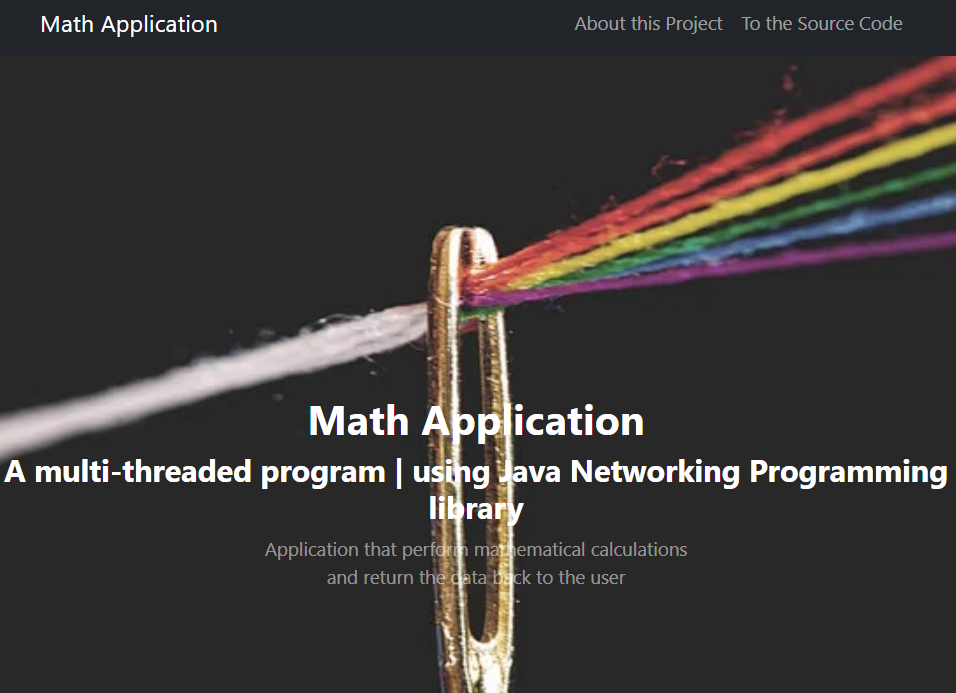 Math Application
About this Project
To the Source Code
Math Application
A multi-threaded program | using Java Networking Programming
library
Application that perform mathematical calculations
and return the data back to the user